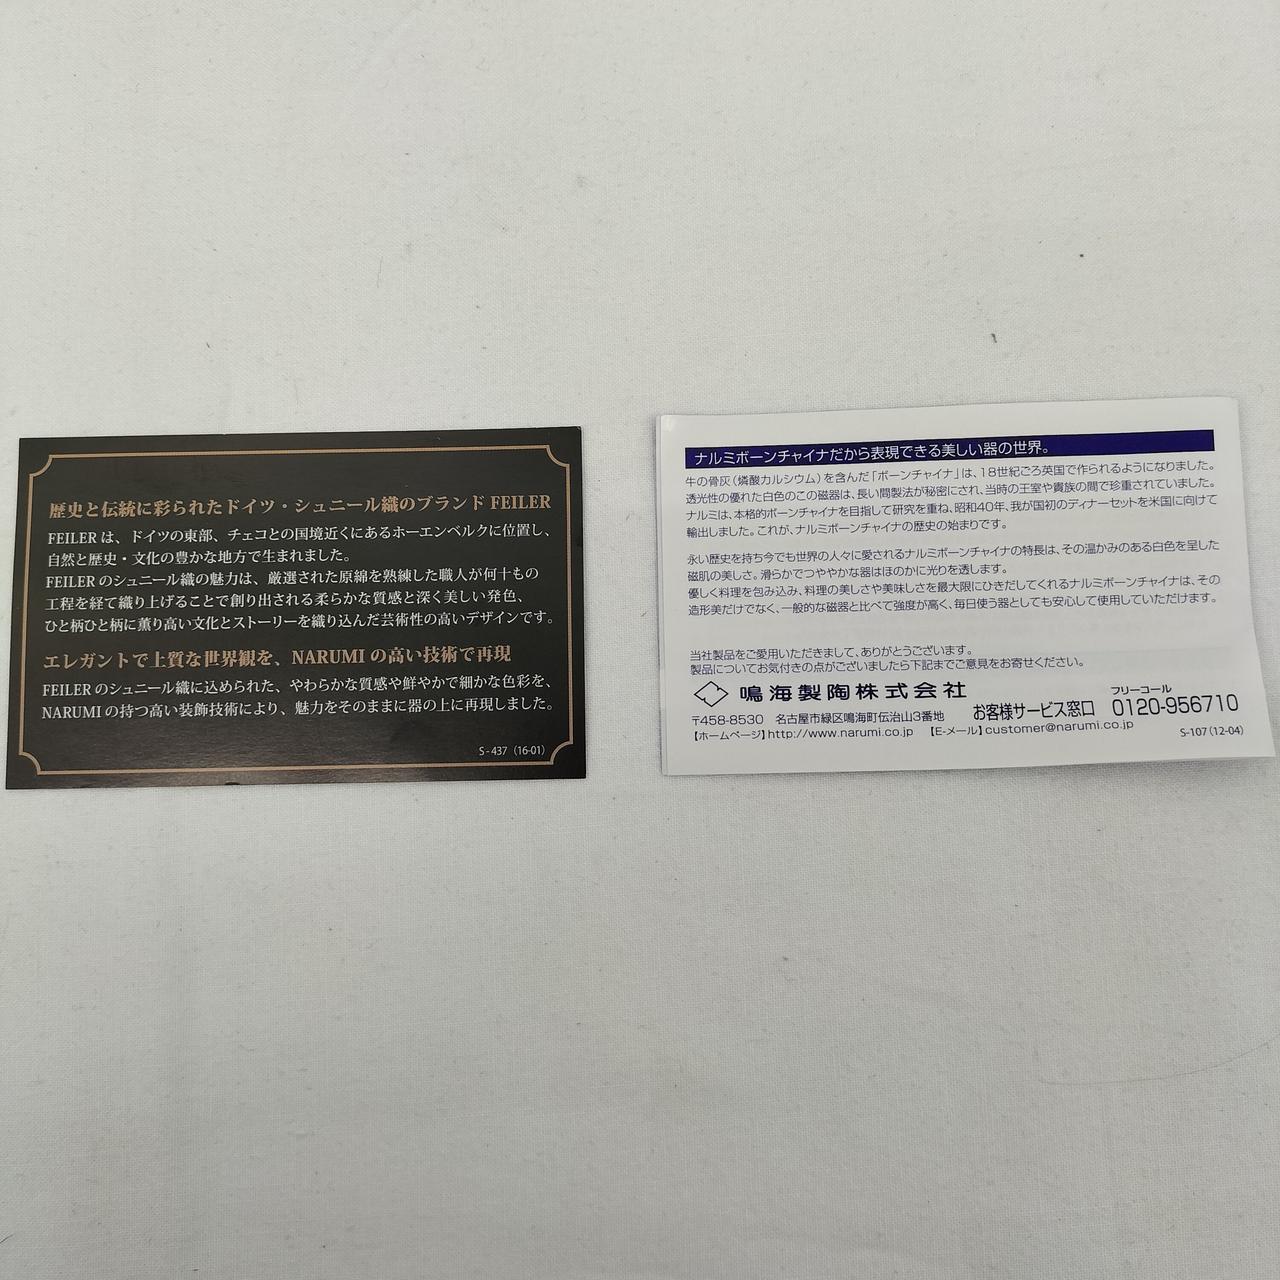 歴史と伝統に彩られたドイツ・シュニール織のブランド FEILER
FEILER は、ドイツの東部、チェコとの国境近くにあるホーエンベルクに位置し、
自然と歴史・文化の豊かな地方で生まれました。
FEILER のシュニール織の魅力は、厳選された原綿を熟練した職人が何十もの
工程を経て織り上げることで創り出される柔らかな質感と深く美しい発色、
ひと柄ひと柄に薫り高い文化とストーリーを織り込んだ芸術性の高いデザインです。
エレガントで上質な世界観を、NARUMI の高い技術で再現
FEILER のシュニール織に込められた、やわらかな質感や鮮やかで細かな色彩を、
NARUMI の持つ高い装飾技術により、魅力をそのままに器の上に再現しました。
S-437（16-01）
ナルミボーンチャイナだから表現できる美しい器の世界。
牛の骨灰（燐酸カルシウム）を含んだ「ボーンチャイナ」は、18世紀ごろ英国で作られるようになりました。
透光性の優れた白色のこの磁器は、長い間製法が秘密にされ、当時の王室や貴族の間で珍重されていました。
ナルミは、本格的ボーンチャイナを目指して研究を重ね、昭和40年、我が国初のディナーセットを米国に向けて
輸出しました。これが、ナルミボーンチャイナの歴史の始まりです。
永い歴史を持ち今でも世界の人々に愛されるナルミボーンチャイナの特長は、その温かみのある白色を呈した
磁肌の美しさ。滑らかでつややかな器はほのかに光りを透します。
優しく料理を包み込み、料理の美しさや美味しさを最大限にひきだしてくれるナルミボーンチャイナは、その
造形美だけでなく、一般的な磁器と比べて強度が高く、毎日使う器としても安心して使用していただけます。
当社製品をご愛用いただきまして、ありがとうございます。
製品についてお気付きの点がございましたら下記までご意見をお寄せください。
鳴海製陶株式会社
〒458-8530 名古屋市緑区鳴海町伝治山3番地
お客様サービス窓口 フリーコール 0120-956710
【ホームページ】http://www.narumi.co.jp 【E-メール】customer@narumi.co.jp
S-107（12-04）